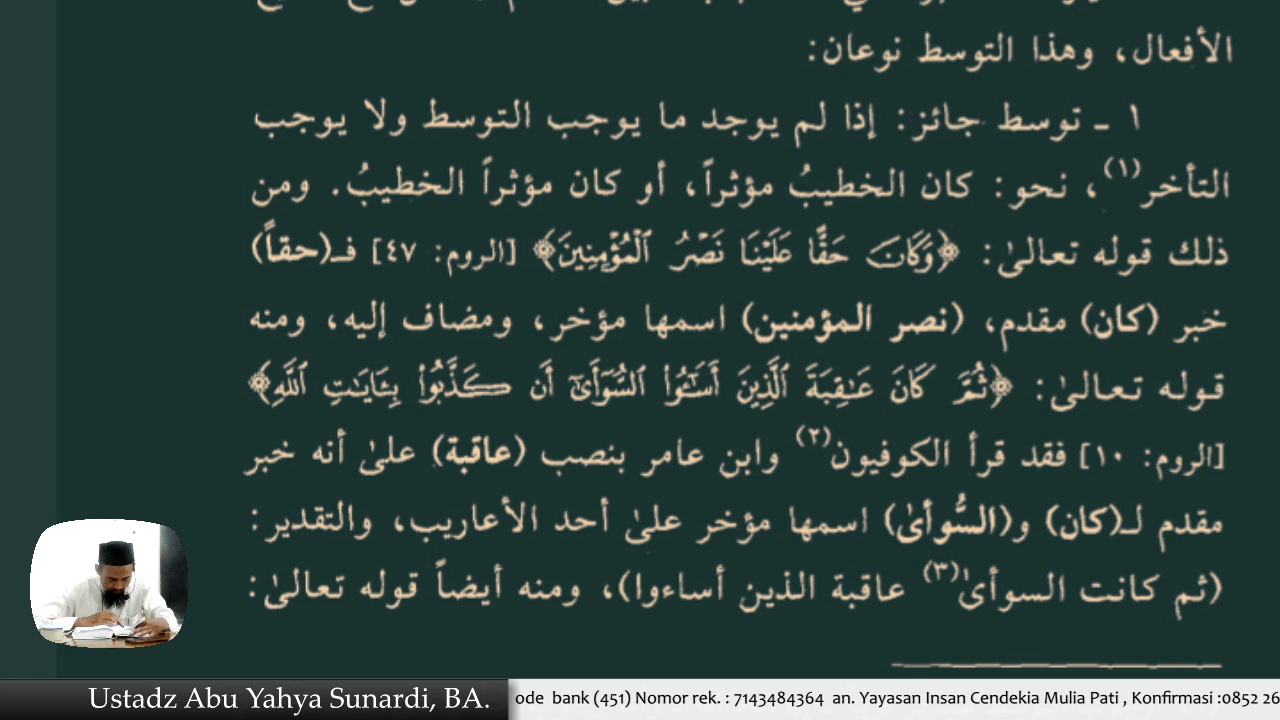 الأفعال، وهذا التوسط نوعان:
١ ـ توسط جائز: إذا لم يوجد ما يوجب التوسط ولا يوجب
التأخر(١)، نحو: كان الخطيبُ مؤثراً، أو كان مؤثراً الخطيبُ. ومن
ذلك قوله تعالىٰ: ﴿وَكَانَ حَقًّا عَلَيْنَا نَصْرُ ٱلْمُؤْمِنِينَ﴾ [الروم: ٤٧] فـ(حقاً)
خبر (كان) مقدم، (نصر المؤمنين) اسمها مؤخر، ومضاف إليه، ومنه
قوله تعالىٰ: ﴿ثُمَّ كَانَ عَـٰقِبَةَ ٱلَّذِينَ أَسَـٰٓـُٔوا۟ ٱلسُّوٓأَىٰٓ أَن كَذَّبُوا۟ بِـَٔايَـٰتِ ٱللَّهِ﴾
[الروم: ١٠] فقد قرأ الكوفيون(٢) وابن عامر بنصب (عاقبة) علىٰ أنه خبر
مقدم لـ(كان) و(السُّوأىٰ) اسمها مؤخر علىٰ أحد الأعاريب، والتقدير:
(ثم كانت السوأىٰ(٣) عاقبة الذين أساءوا)، ومنه أيضاً قوله تعالىٰ:
Ustadz Abu Yahya Sunardi, BA.
ode bank (451) Nomor rek. : 7143484364 an. Yayasan Insan Cendekia Mulia Pati , Konfirmasi :0852 26